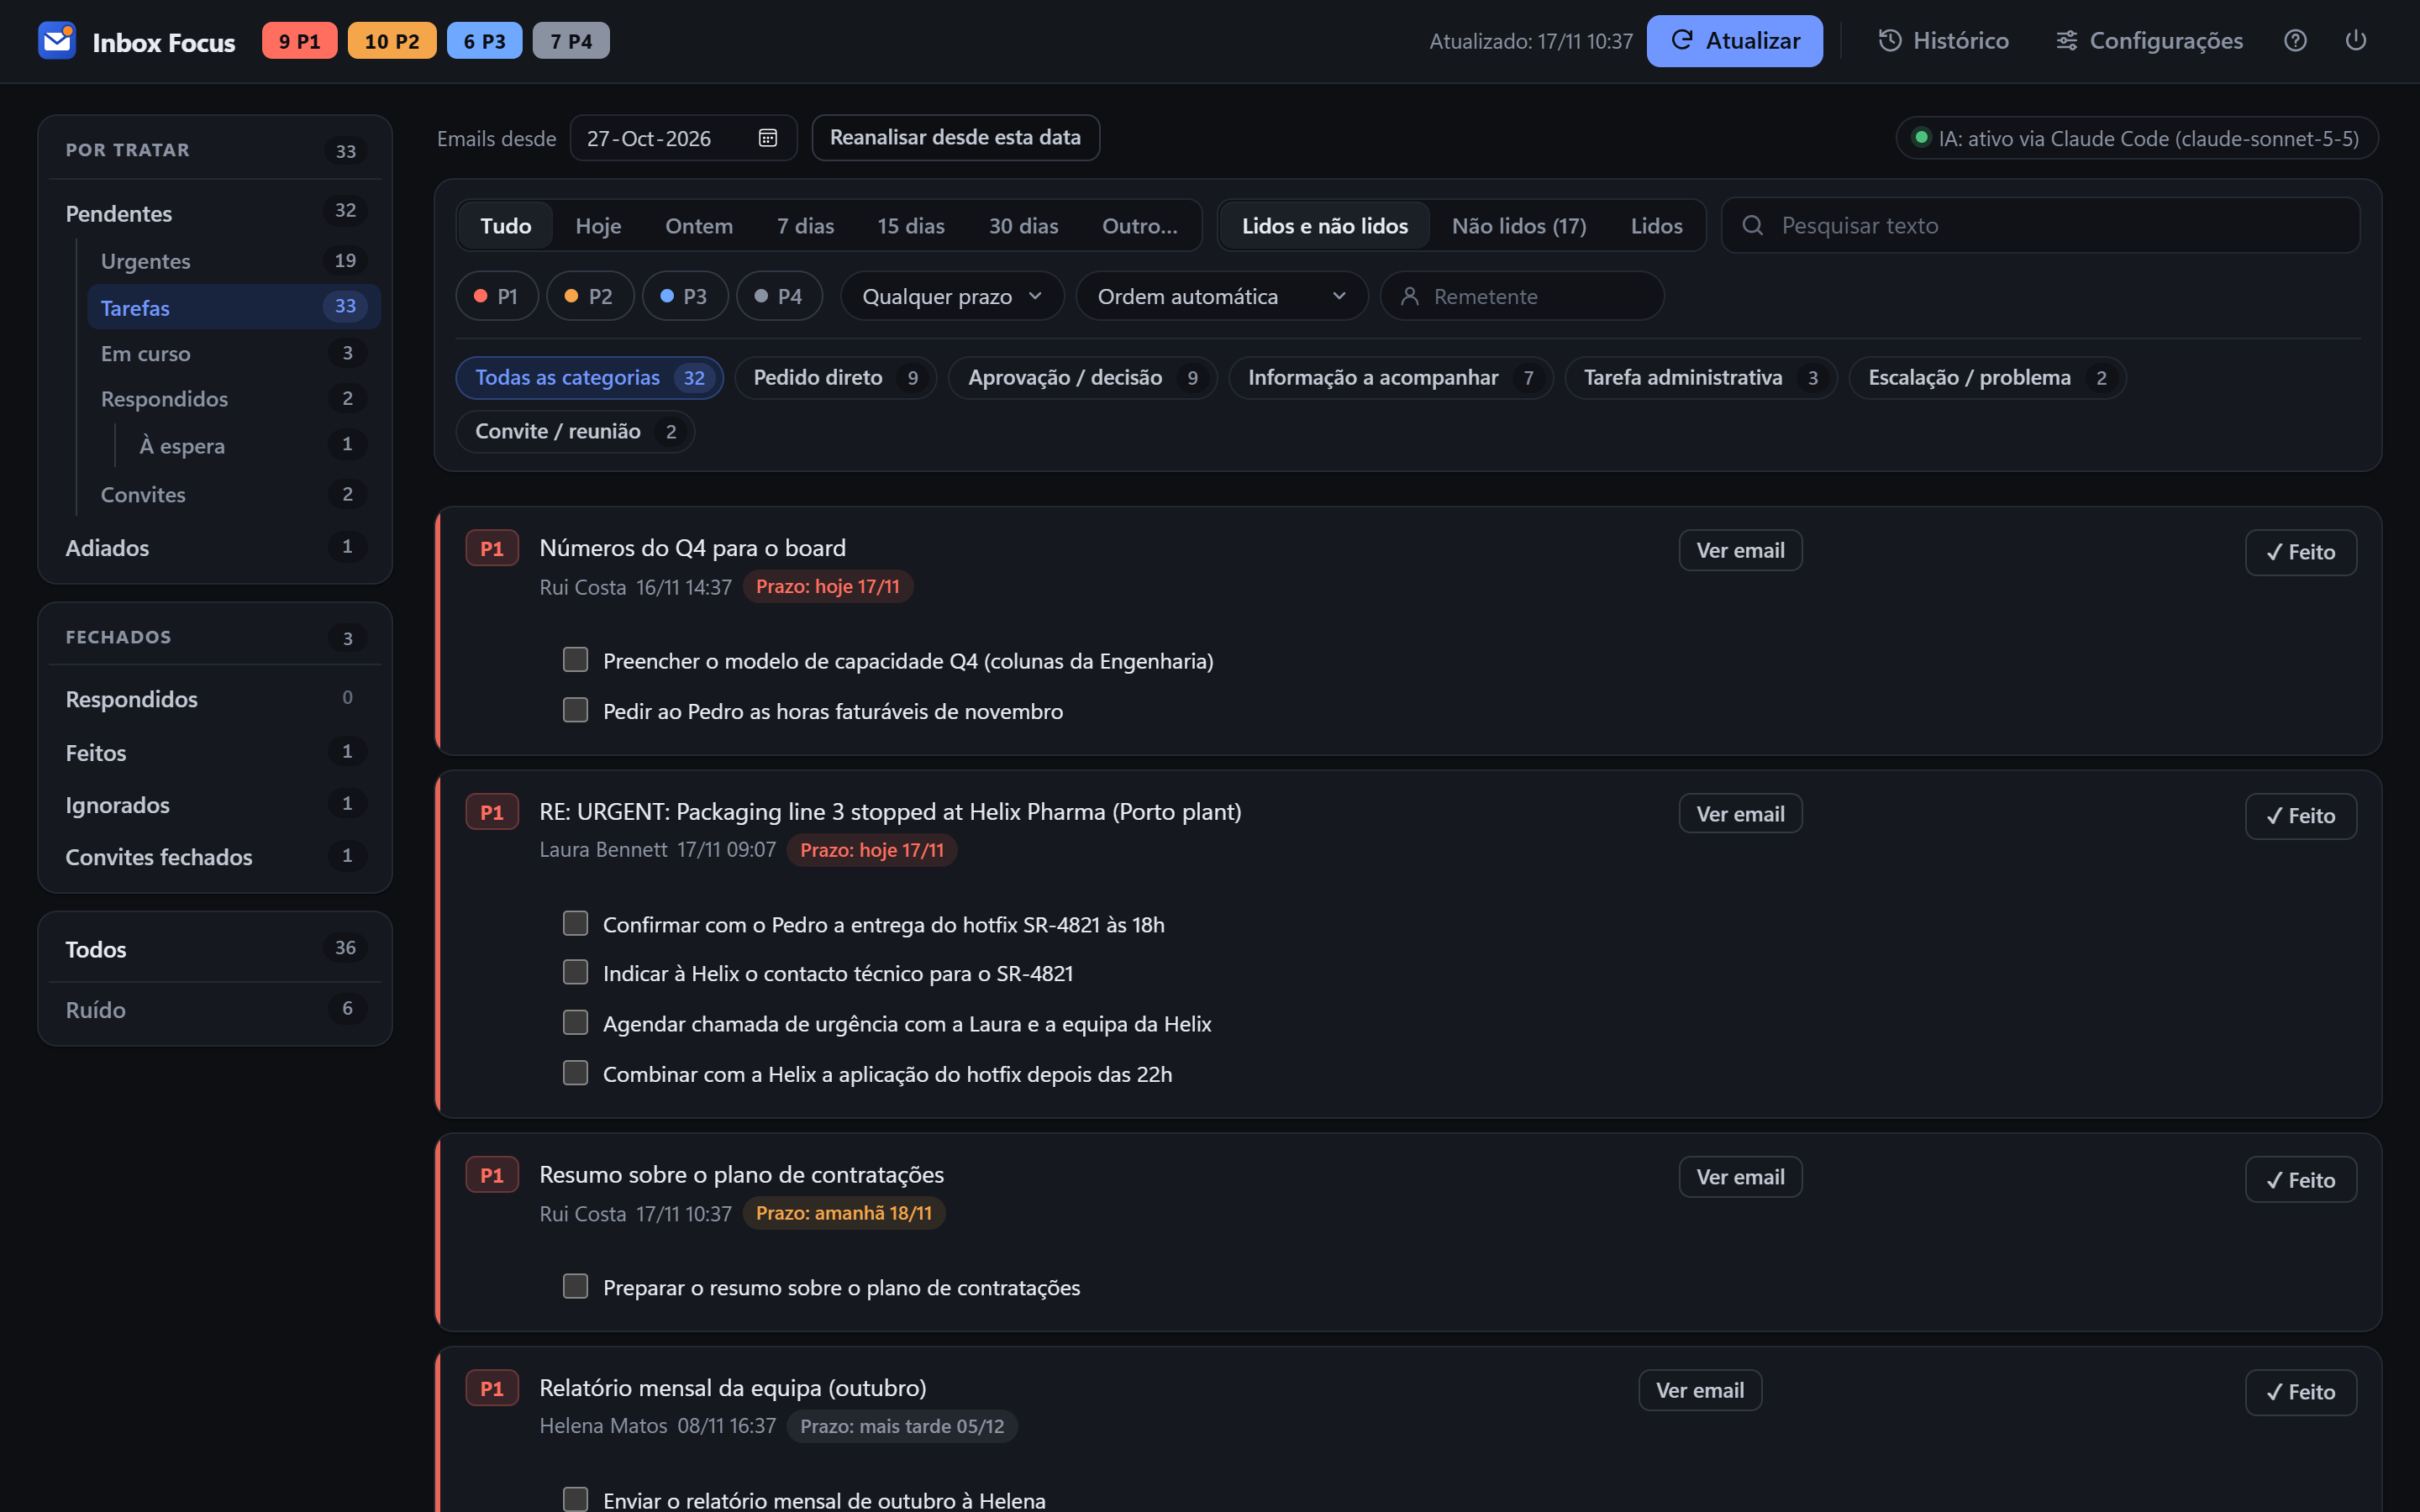 Inbox Focus 9 P1 10 P2 6 P3 7 P4 Atualizado: 17/11 10:37 Atualizar Histórico Configurações
POR TRATAR 33
Pendentes 32
Urgentes 19
Tarefas 33
Em curso 3
Respondidos 2
À espera 1
Convites 2
Adiados 1
FECHADOS 3
Respondidos 0
Feitos 1
Ignorados 1
Convites fechados 1
Todos 36
Ruído 6
Emails desde 27-Oct-2026 Reanalisar desde esta data IA: ativo via Claude Code (claude-sonnet-5-5)
Tudo Hoje Ontem 7 dias 15 dias 30 dias Outro... Lidos e não lidos Não lidos (17) Lidos Pesquisar texto
P1 P2 P3 P4 Qualquer prazo Ordem automática Remetente
Todas as categorias 32 Pedido direto 9 Aprovação / decisão 9 Informação a acompanhar 7 Tarefa administrativa 3 Escalação / problema 2
Convite / reunião 2
P1 Números do Q4 para o board Ver email ✓ Feito
Rui Costa 16/11 14:37 Prazo: hoje 17/11
Preencher o modelo de capacidade Q4 (colunas da Engenharia)
Pedir ao Pedro as horas faturáveis de novembro
P1 RE: URGENT: Packaging line 3 stopped at Helix Pharma (Porto plant) Ver email ✓ Feito
Laura Bennett 17/11 09:07 Prazo: hoje 17/11
Confirmar com o Pedro a entrega do hotfix SR-4821 às 18h
Indicar à Helix o contacto técnico para o SR-4821
Agendar chamada de urgência com a Laura e a equipa da Helix
Combinar com a Helix a aplicação do hotfix depois das 22h
P1 Resumo sobre o plano de contratações Ver email ✓ Feito
Rui Costa 17/11 10:37 Prazo: amanhã 18/11
Preparar o resumo sobre o plano de contratações
P1 Relatório mensal da equipa (outubro) Ver email ✓ Feito
Helena Matos 08/11 16:37 Prazo: mais tarde 05/12
Enviar o relatório mensal de outubro à Helena